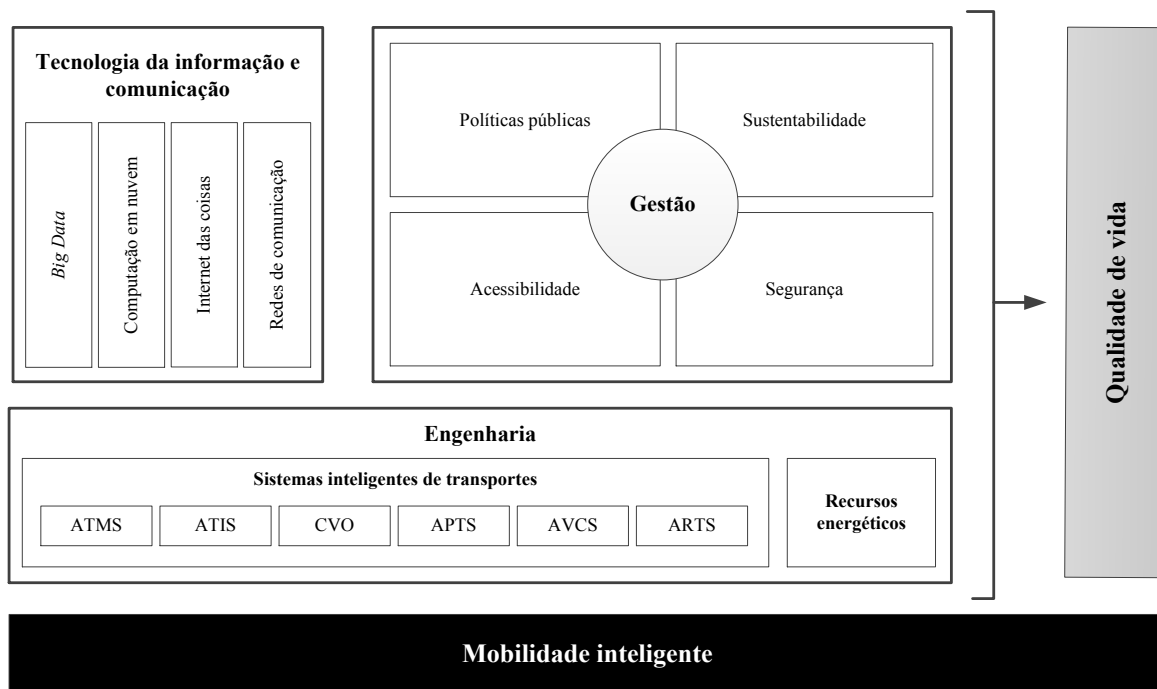 Tecnologia da informação e
comunicação
Big Data
Computação em nuvem
Internet das coisas
Redes de comunicação
Políticas públicas
Sustentabilidade
Gestão
Acessibilidade
Segurança
Engenharia
Sistemas inteligentes de transportes
ATMS
ATIS
CVO
APTS
AVCS
ARTS
Recursos
energéticos
Qualidade de vida
Mobilidade inteligente